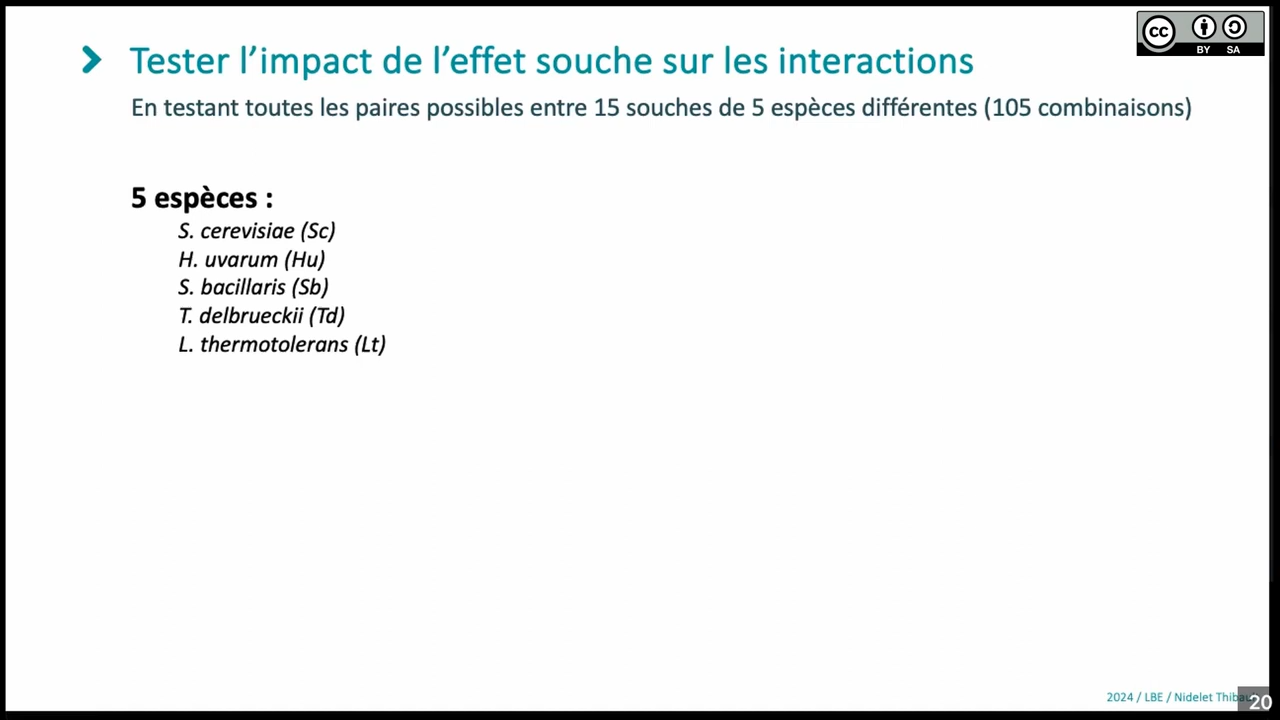 Tester l'impact de l'effet souche sur les interactions
En testant toutes les paires possibles entre 15 souches de 5 espèces différentes (105 combinaisons)
5 espèces :
S. cerevisiae (Sc)
H. uvarum (Hu)
S. bacillaris (Sb)
T. delbrueckii (Td)
L. thermotolerans (Lt)
cc
BY SA
2024 / LBE / Nidelet
20